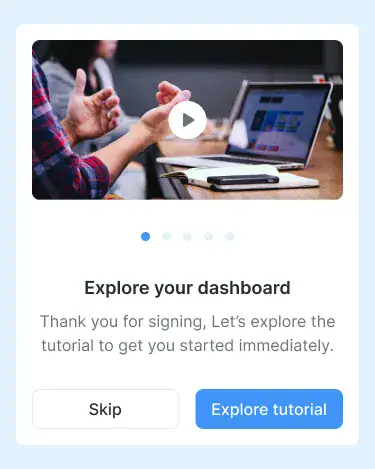 Explore your dashboard
Thank you for signing, Let’s explore the
tutorial to get you started immediately.
Skip
Explore tutorial